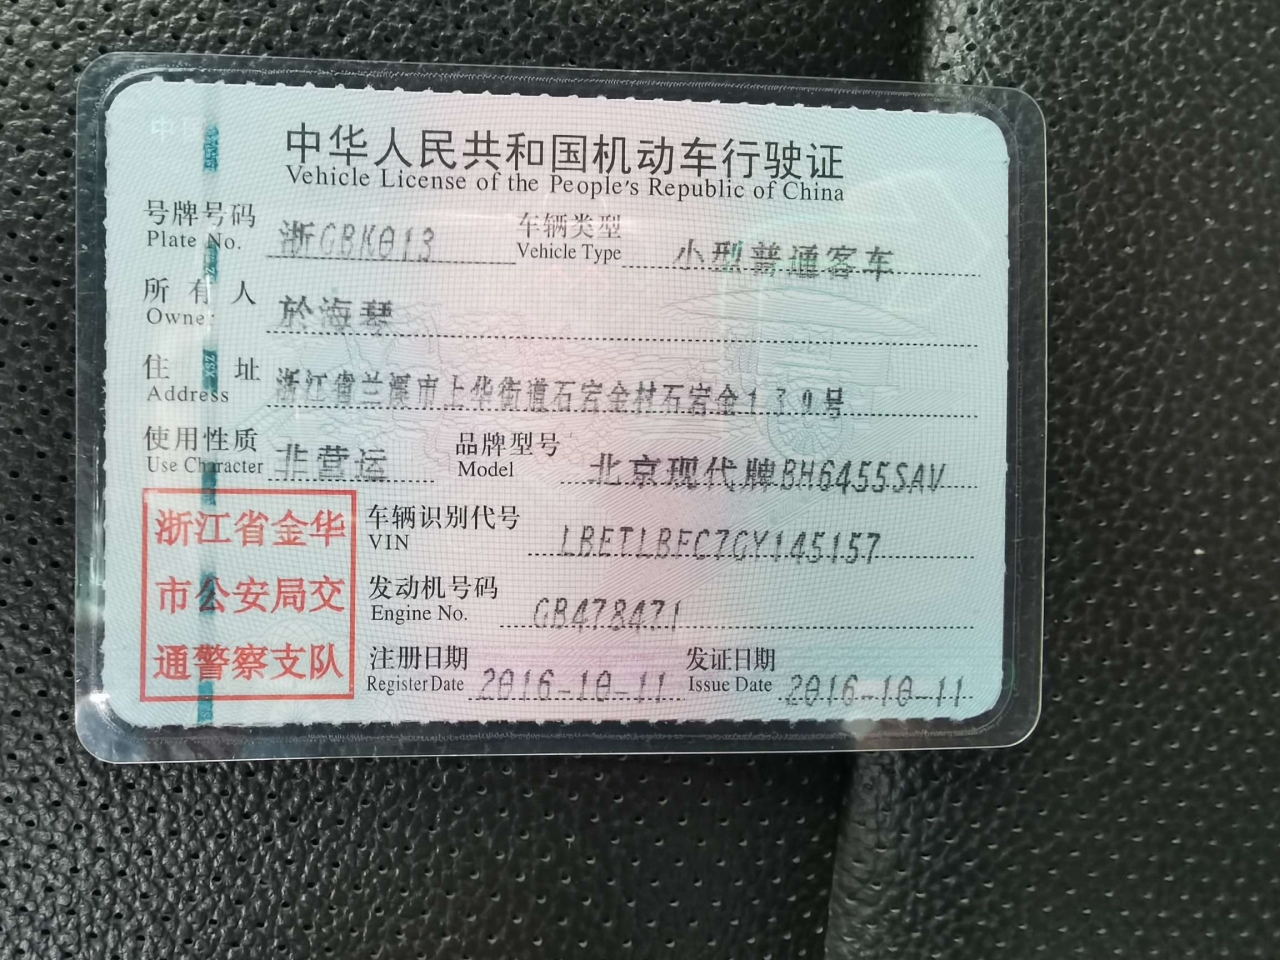 中华人民共和国机动车行驶证
Vehicle License of the People's Republic of China
号牌号码 浙GBK013 车辆类型 小型普通客车
Plate No. Vehicle Type
所有人 於海琴
Owner
住址 浙江省兰溪市上华街道石宕金村石宕金139号
Address
使用性质 非营运 品牌型号 北京现代牌BH6455SAV
Use Character Model
浙江省金华
市公安局交
通警察支队
车辆识别代号 LBETLBFC7GY145157
VIN
发动机号码 GB478471
Engine No.
注册日期 2016-10-11 发证日期 2016-10-11
Register Date Issue Date